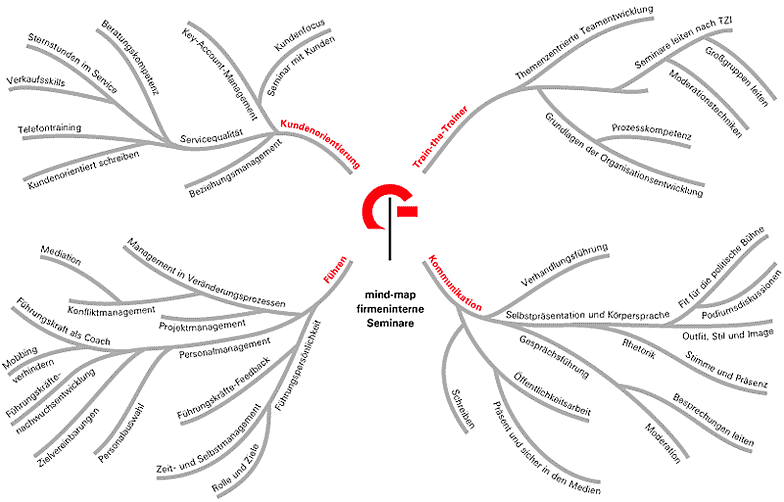 Kundenorientierung
Servicequalität
Beratungskompetenz
Sternstunden im Service
Verkaufsskills
Telefontraining
Kundenorientiert schreiben
Key-Account-Management
Kundenfocus
Seminar mit Kunden
Beziehungsmanagement
Train-the-Trainer
Themenzentrierte Teamentwicklung
Seminare leiten nach TZI
Großgruppen leiten
Moderationstechniken
Prozesskompetenz
Grundlagen der Organisationsentwicklung
mind-map
firmeninterne
Seminare
Führen
Management in Veränderungsprozessen
Mediation
Konfliktmanagement
Projektmanagement
Personalmanagement
Führungskraft als Coach
Mobbing
verhindern
Führungskräfte-
nachwuchsentwicklung
Zielvereinbarungen
Personalauswahl
Führungspersönlichkeit
Führungskräfte-Feedback
Zeit- und Selbstmanagement
Rolle und Ziele
Kommunikation
Verhandlungsführung
Selbstpräsentation und Körpersprache
Fit für die politische Bühne
Podiumsdiskussionen
Outfit, Stil und Image
Rhetorik
Stimme und Präsenz
Gesprächsführung
Besprechungen leiten
Moderation
Öffentlichkeitsarbeit
Präsent und sicher in den Medien
Schreiben